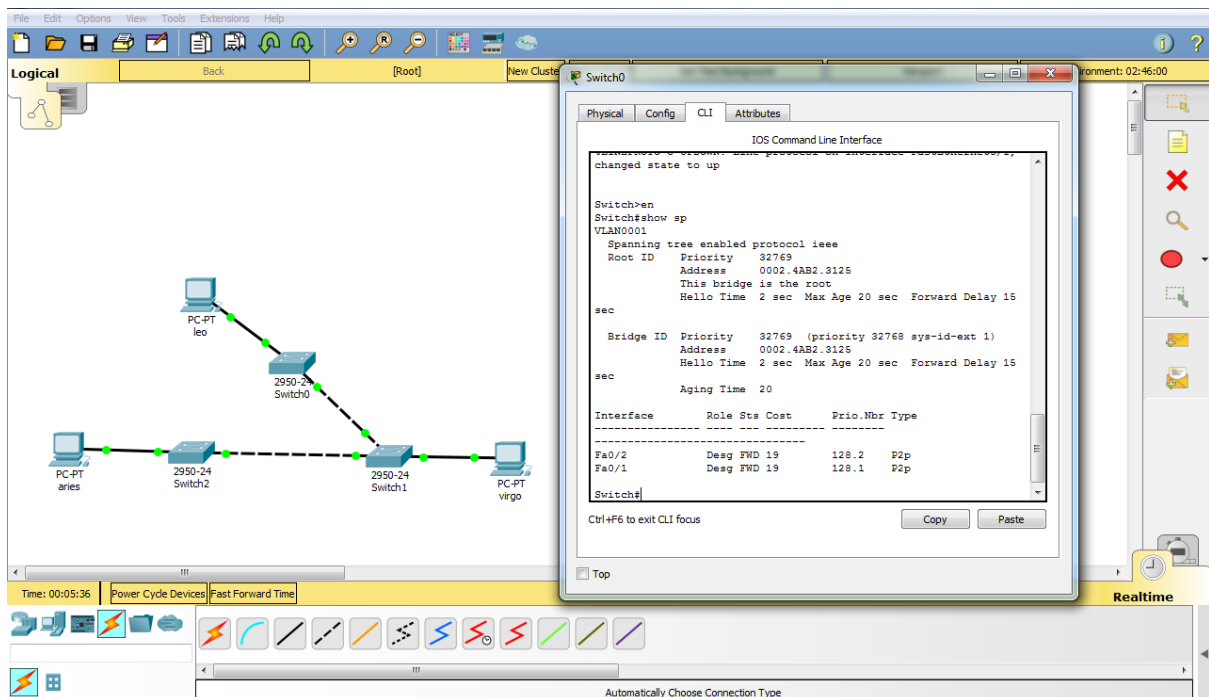 File Edit Options View Tools Extensions Help
Logical Back [Root] New Cluste ironment: 02:46:00
Switch0
Physical Config CLI Attributes
IOS Command Line Interface
changed state to up
Switch>en
Switch#show sp
VLAN0001
Spanning tree enabled protocol ieee
Root ID Priority 32769
Address 0002.4AB2.3125
This bridge is the root
Hello Time 2 sec Max Age 20 sec Forward Delay 15
sec
Bridge ID Priority 32769 (priority 32768 sys-id-ext 1)
Address 0002.4AB2.3125
Hello Time 2 sec Max Age 20 sec Forward Delay 15
sec
Aging Time 20
Interface Role Sts Cost Prio.Nbr Type
---------------- ---- --- --------- --------
--------------------------------
Fa0/2 Desg FWD 19 128.2 P2p
Fa0/1 Desg FWD 19 128.1 P2p
Switch#
Ctrl+F6 to exit CLI focus Copy Paste
Top
PC-PT
leo
2950-24
Switch0
PC-PT
aries
2950-24
Switch2
2950-24
Switch1
PC-PT
virgo
Time: 00:05:36 Power Cycle Devices Fast Forward Time Realtime
Automatically Choose Connection Type